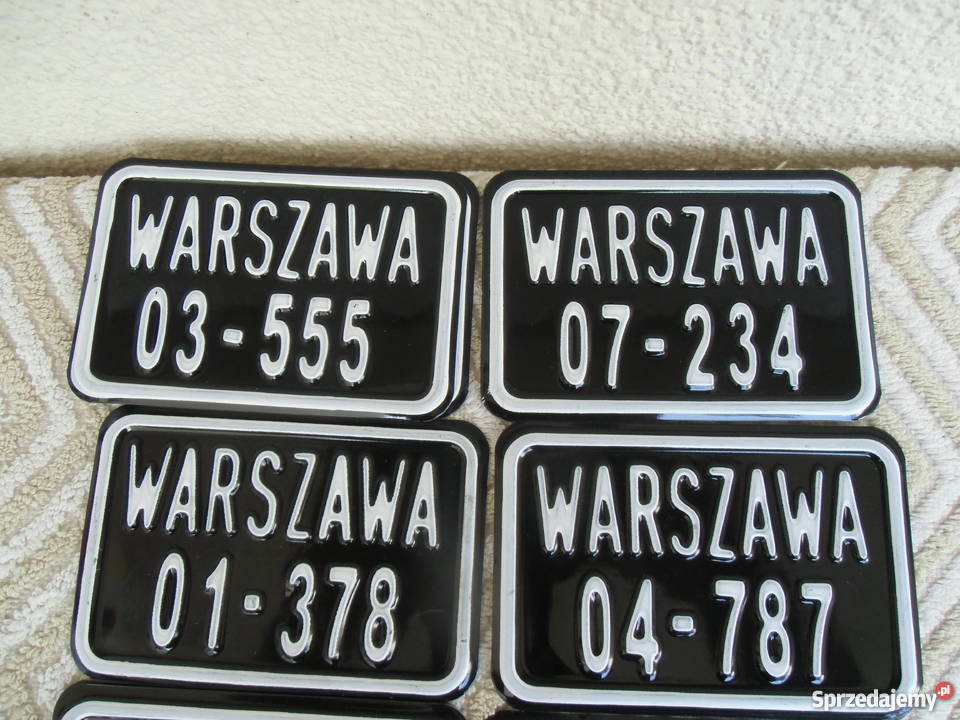 WARSZAWA
03-555
WARSZAWA
07-234
WARSZAWA
01-378
WARSZAWA
04-787
Sprzedajemy.pl